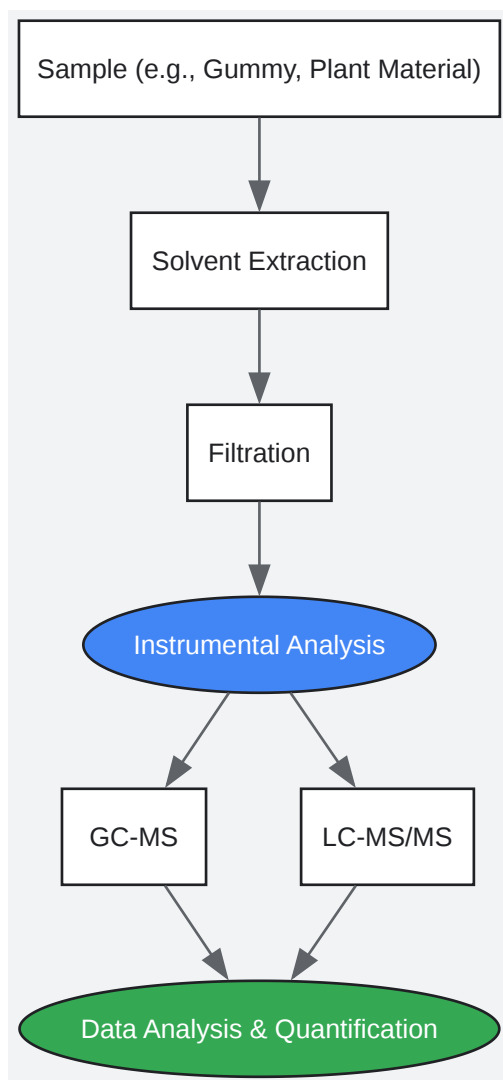 Sample (e.g., Gummy, Plant Material)
Solvent Extraction
Filtration
Instrumental Analysis
GC-MS
LC-MS/MS
Data Analysis & Quantification